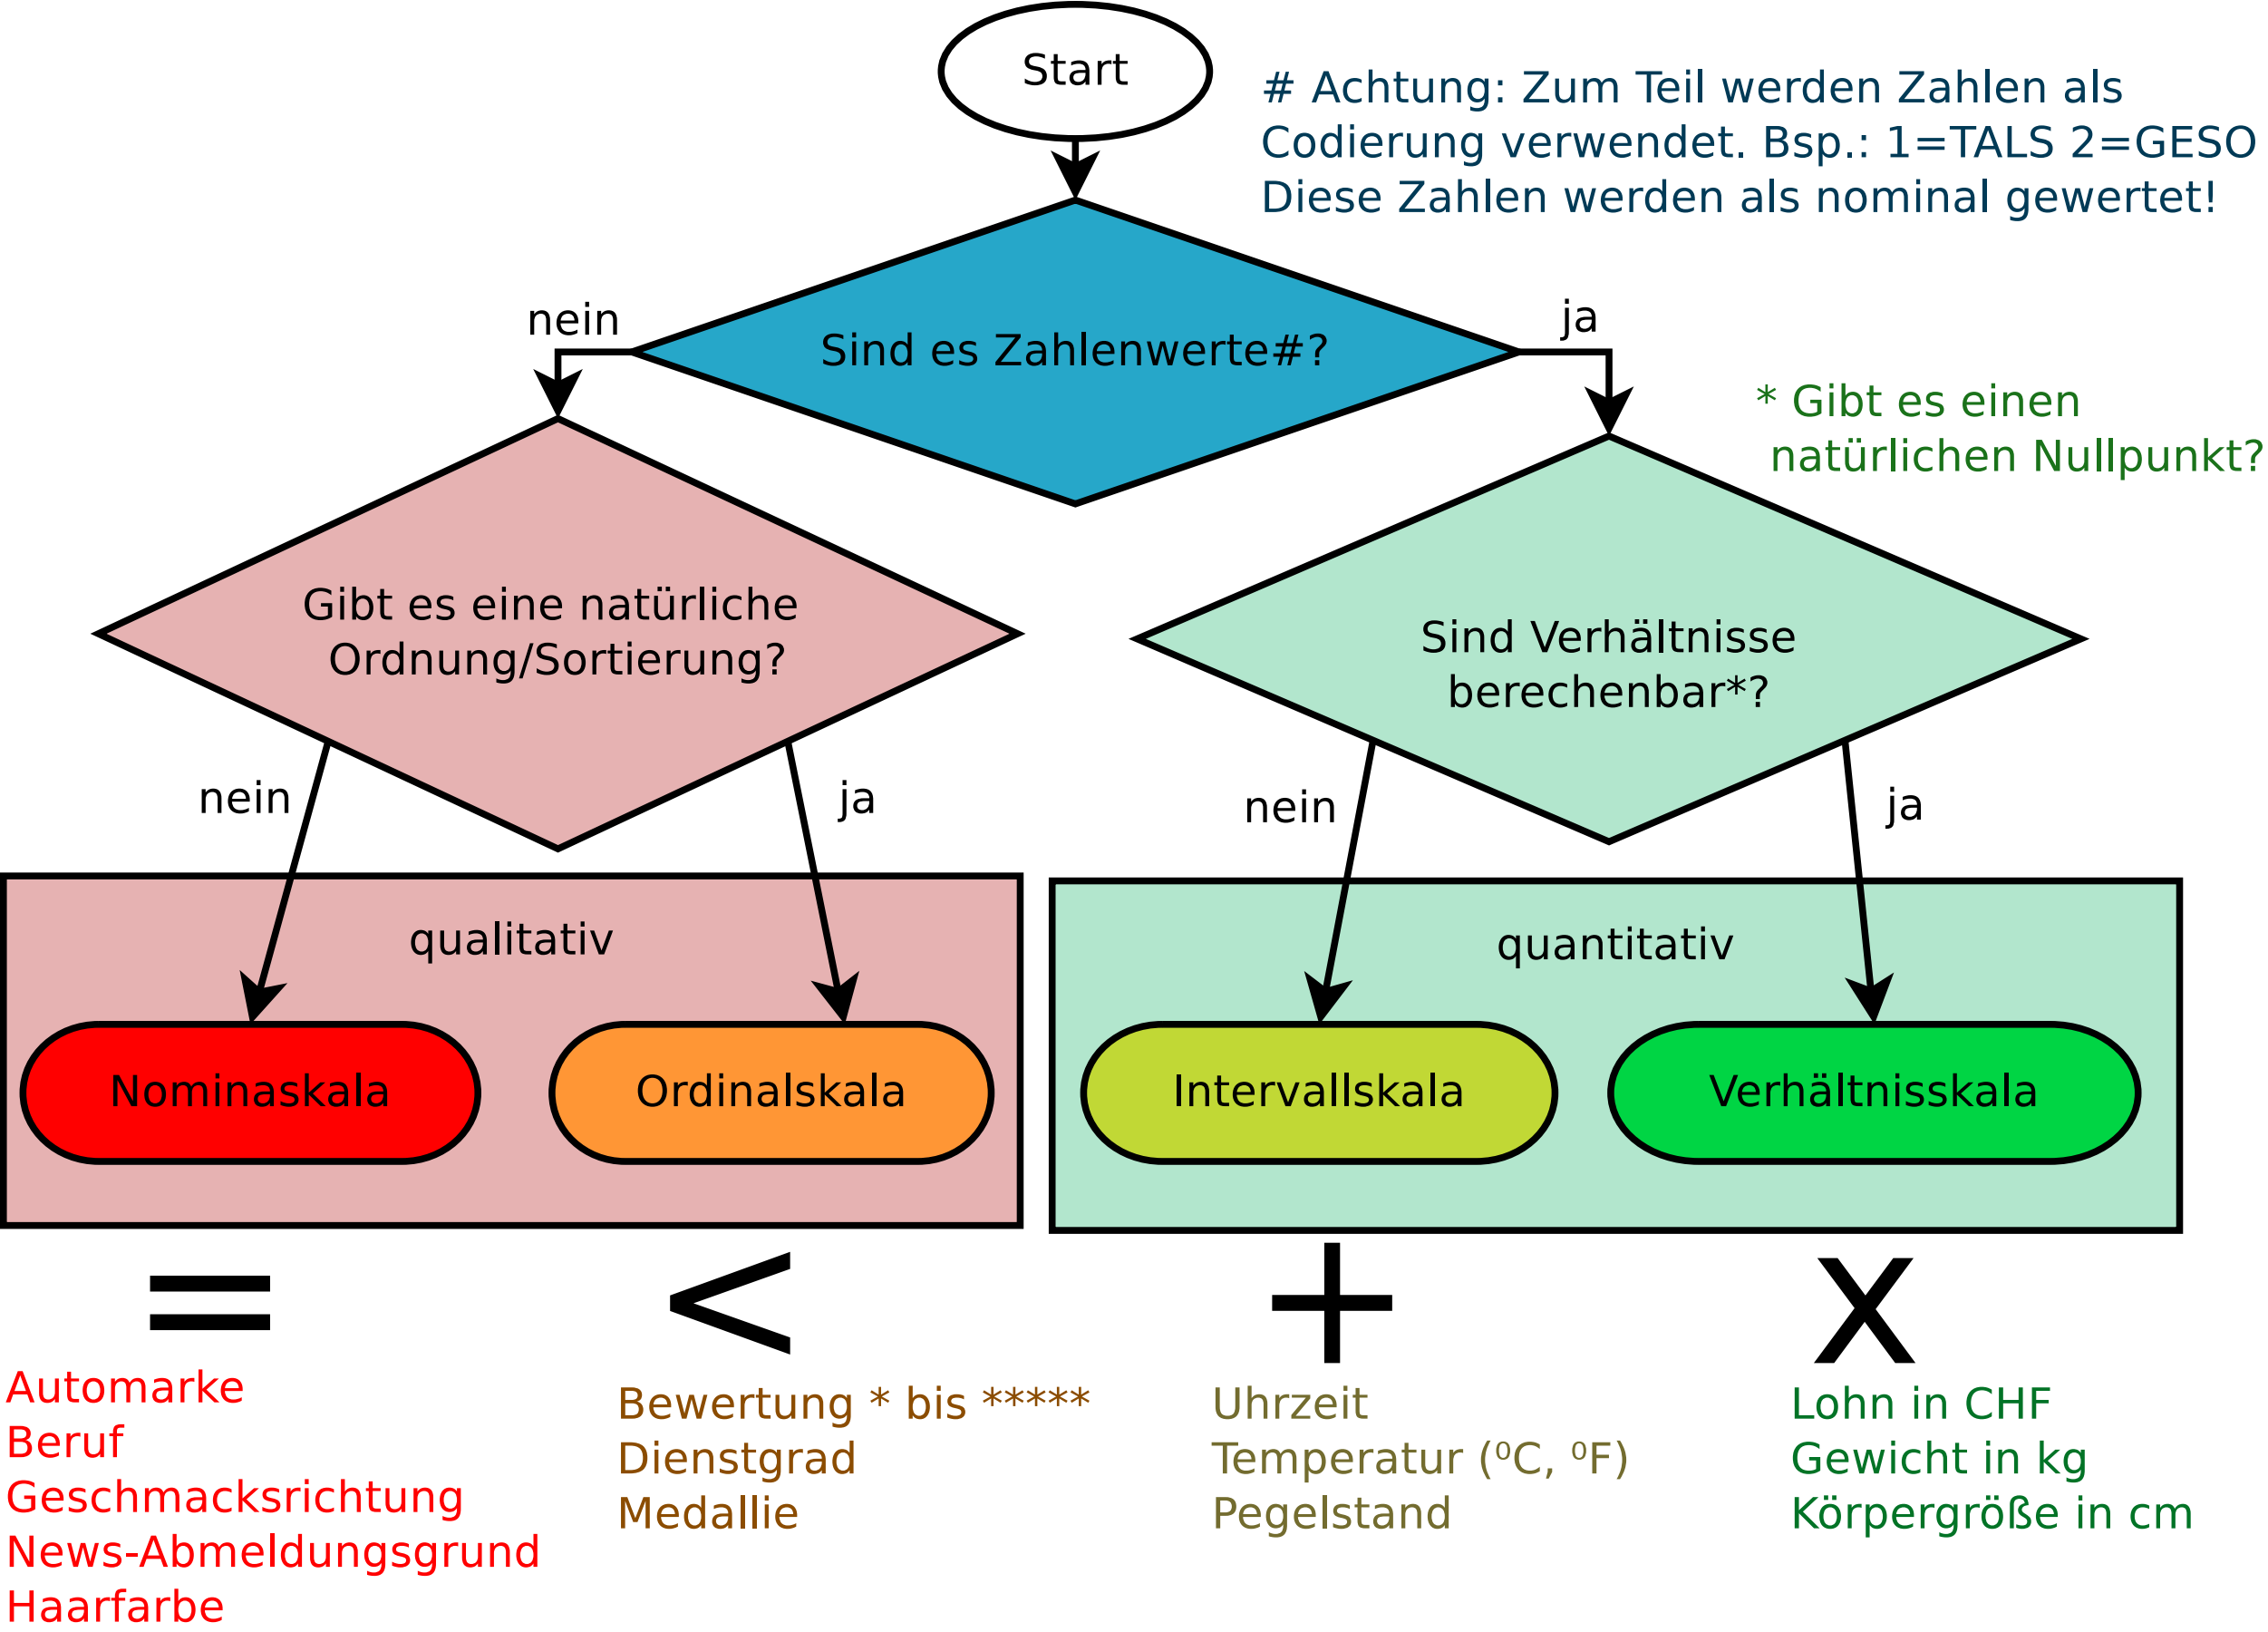 Start
# Achtung: Zum Teil werden Zahlen als
Codierung verwendet. Bsp.: 1=TALS 2=GESO
Diese Zahlen werden als nominal gewertet!
nein
ja
Sind es Zahlenwerte#?
* Gibt es einen
natürlichen Nullpunkt?
Gibt es eine natürliche
Ordnung/Sortierung?
Sind Verhältnisse
berechenbar*?
nein
ja
nein
ja
qualitativ
quantitativ
Nominalskala
Ordinalskala
Intervallskala
Verhältnisskala
=
<
+
x
Automarke
Beruf
Geschmacksrichtung
News-Abmeldungsgrund
Haarfarbe
Bewertung * bis *****
Dienstgrad
Medallie
Uhrzeit
Temperatur (⁰C, ⁰F)
Pegelstand
Lohn in CHF
Gewicht in kg
Körpergröße in cm